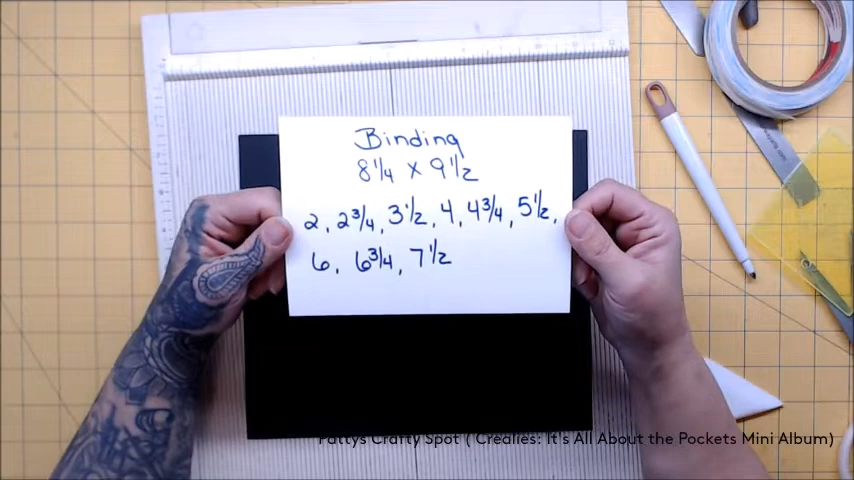 Binding
8 1/4 x 9 1/2
2, 2 3/4, 3 1/2, 4, 4 3/4, 5 1/2,
6, 6 3/4, 7 1/2
Pattys Crafty Spot ( Crealies: It's All About the Pockets Mini Album)